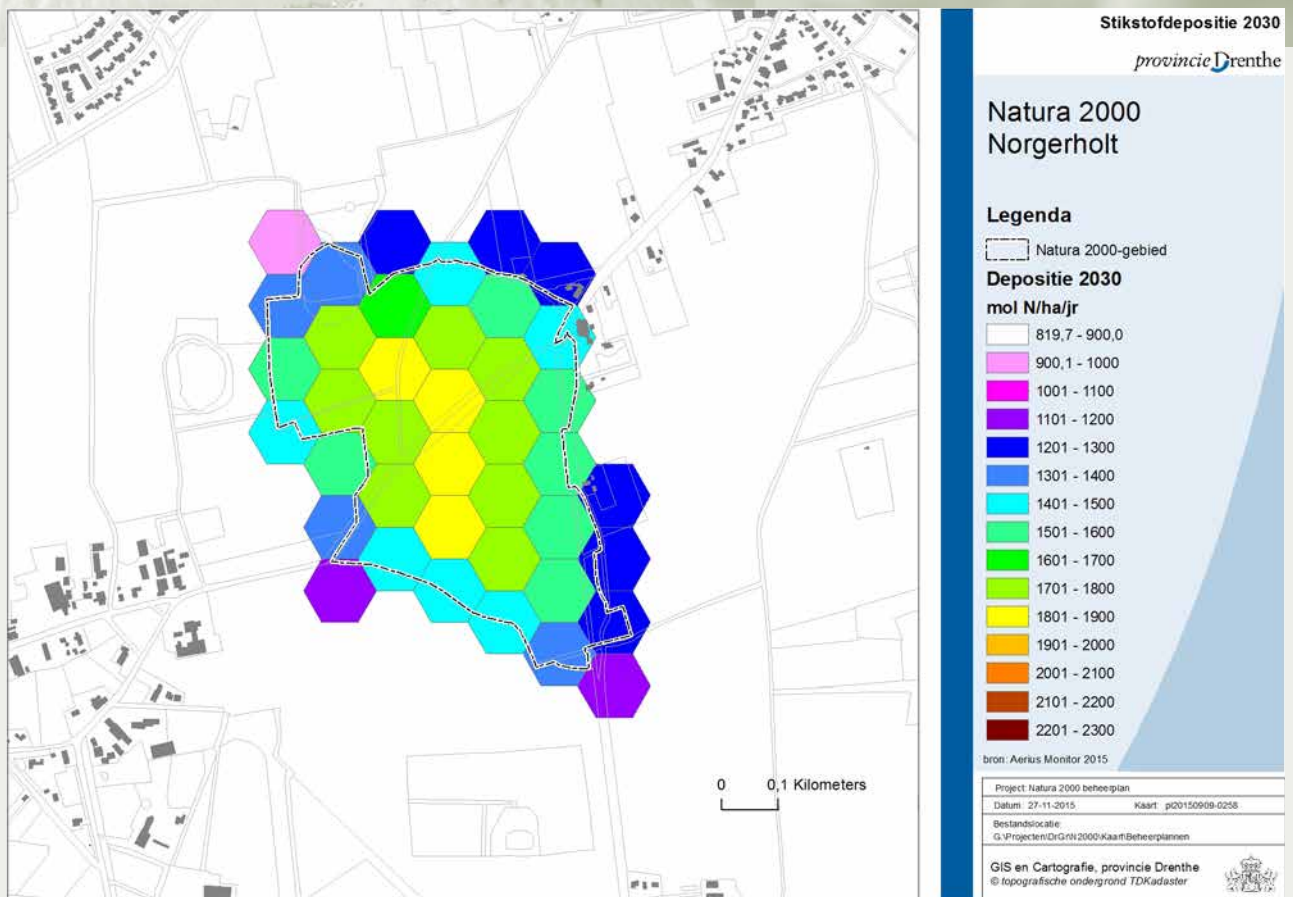 Stikstofdepositie 2030
provincie Drenthe
Natura 2000
Norgerholt
Legenda
Natura 2000-gebied
Depositie 2030
mol N/ha/jr
819,7 - 900,0
900,1 - 1000
1001 - 1100
1101 - 1200
1201 - 1300
1301 - 1400
1401 - 1500
1501 - 1600
1601 - 1700
1701 - 1800
1801 - 1900
1901 - 2000
2001 - 2100
2101 - 2200
2201 - 2300
bron: Aerius Monitor 2015
0 0,1 Kilometers
Project: Natura 2000 beheerplan
Datum: 27-11-2015 Kaart: pl20150909-0258
Bestandslocatie:
G:\Projecten\DrGr\N2000\Kaart\Beheerplannen
GIS en Cartografie, provincie Drenthe
© topografische ondergrond TDKadaster